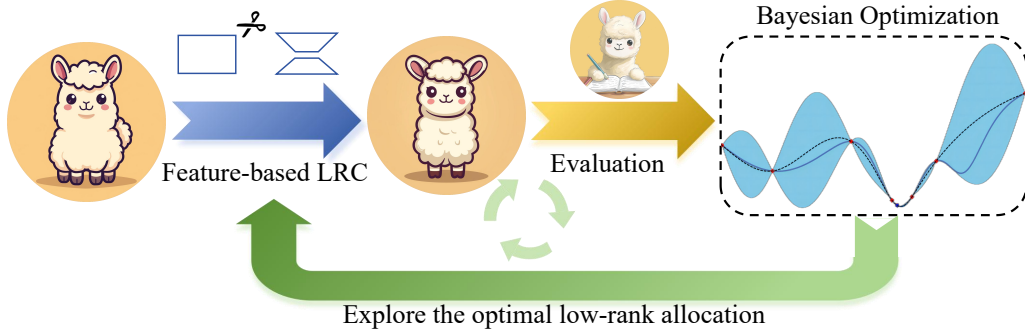 Bayesian Optimization
Feature-based LRC
Evaluation
Explore the optimal low-rank allocation